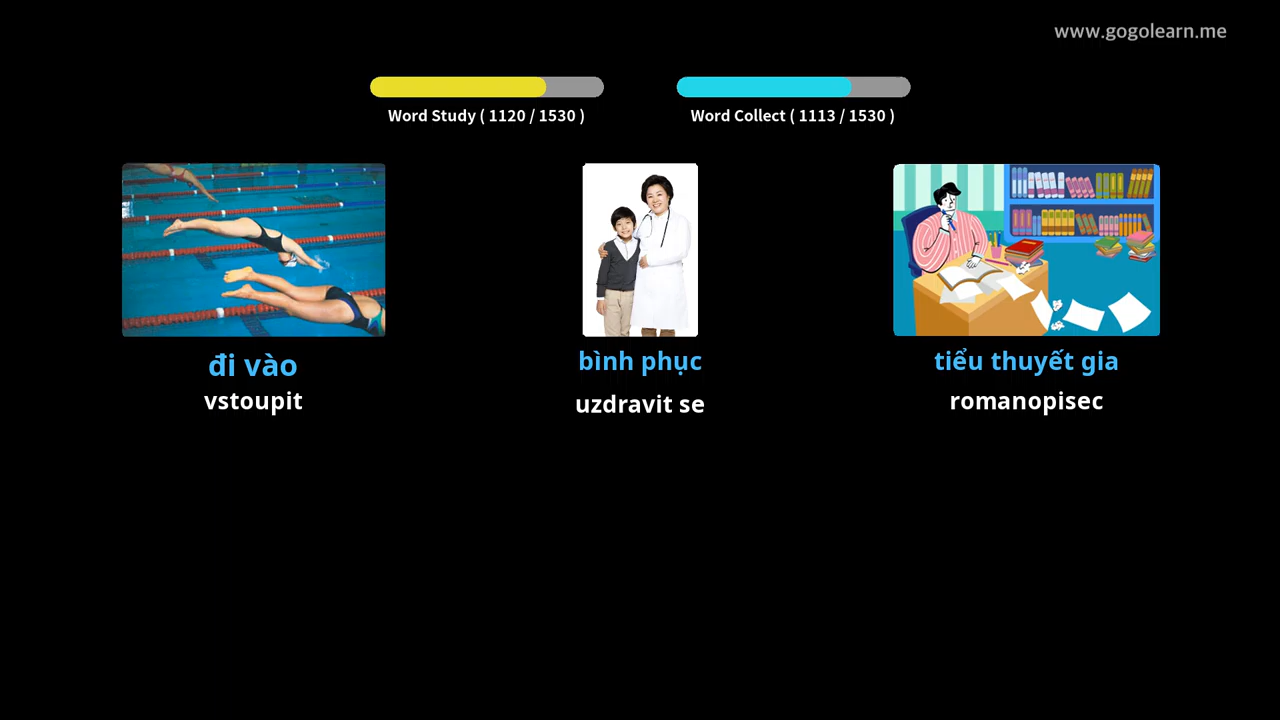 www.gogolearn.me
Word Study ( 1120 / 1530 )
Word Collect ( 1113 / 1530 )
đi vào
vstoupit
bình phục
uzdravit se
tiểu thuyết gia
romanopisec